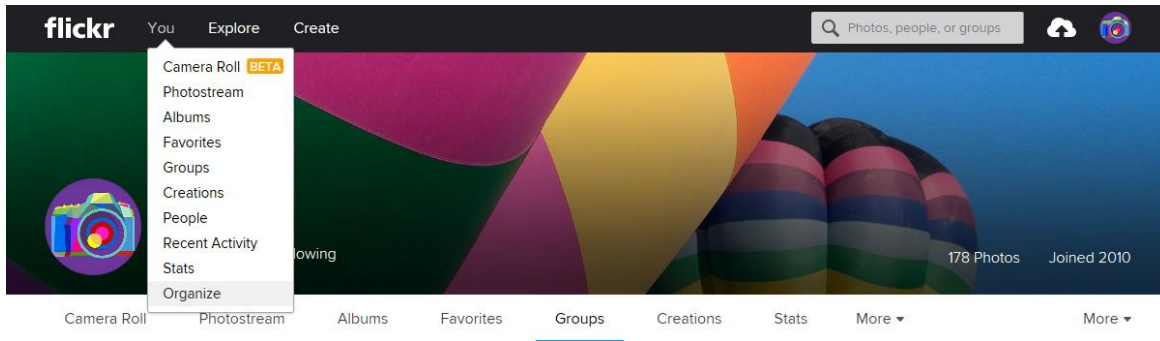 flickr You Explore Create Photos, people, or groups
Camera Roll BETA
Photostream
Albums
Favorites
Groups
Creations
People
Recent Activity
Stats
Organize
lowing
178 Photos Joined 2010
Camera Roll Photostream Albums Favorites Groups Creations Stats More More